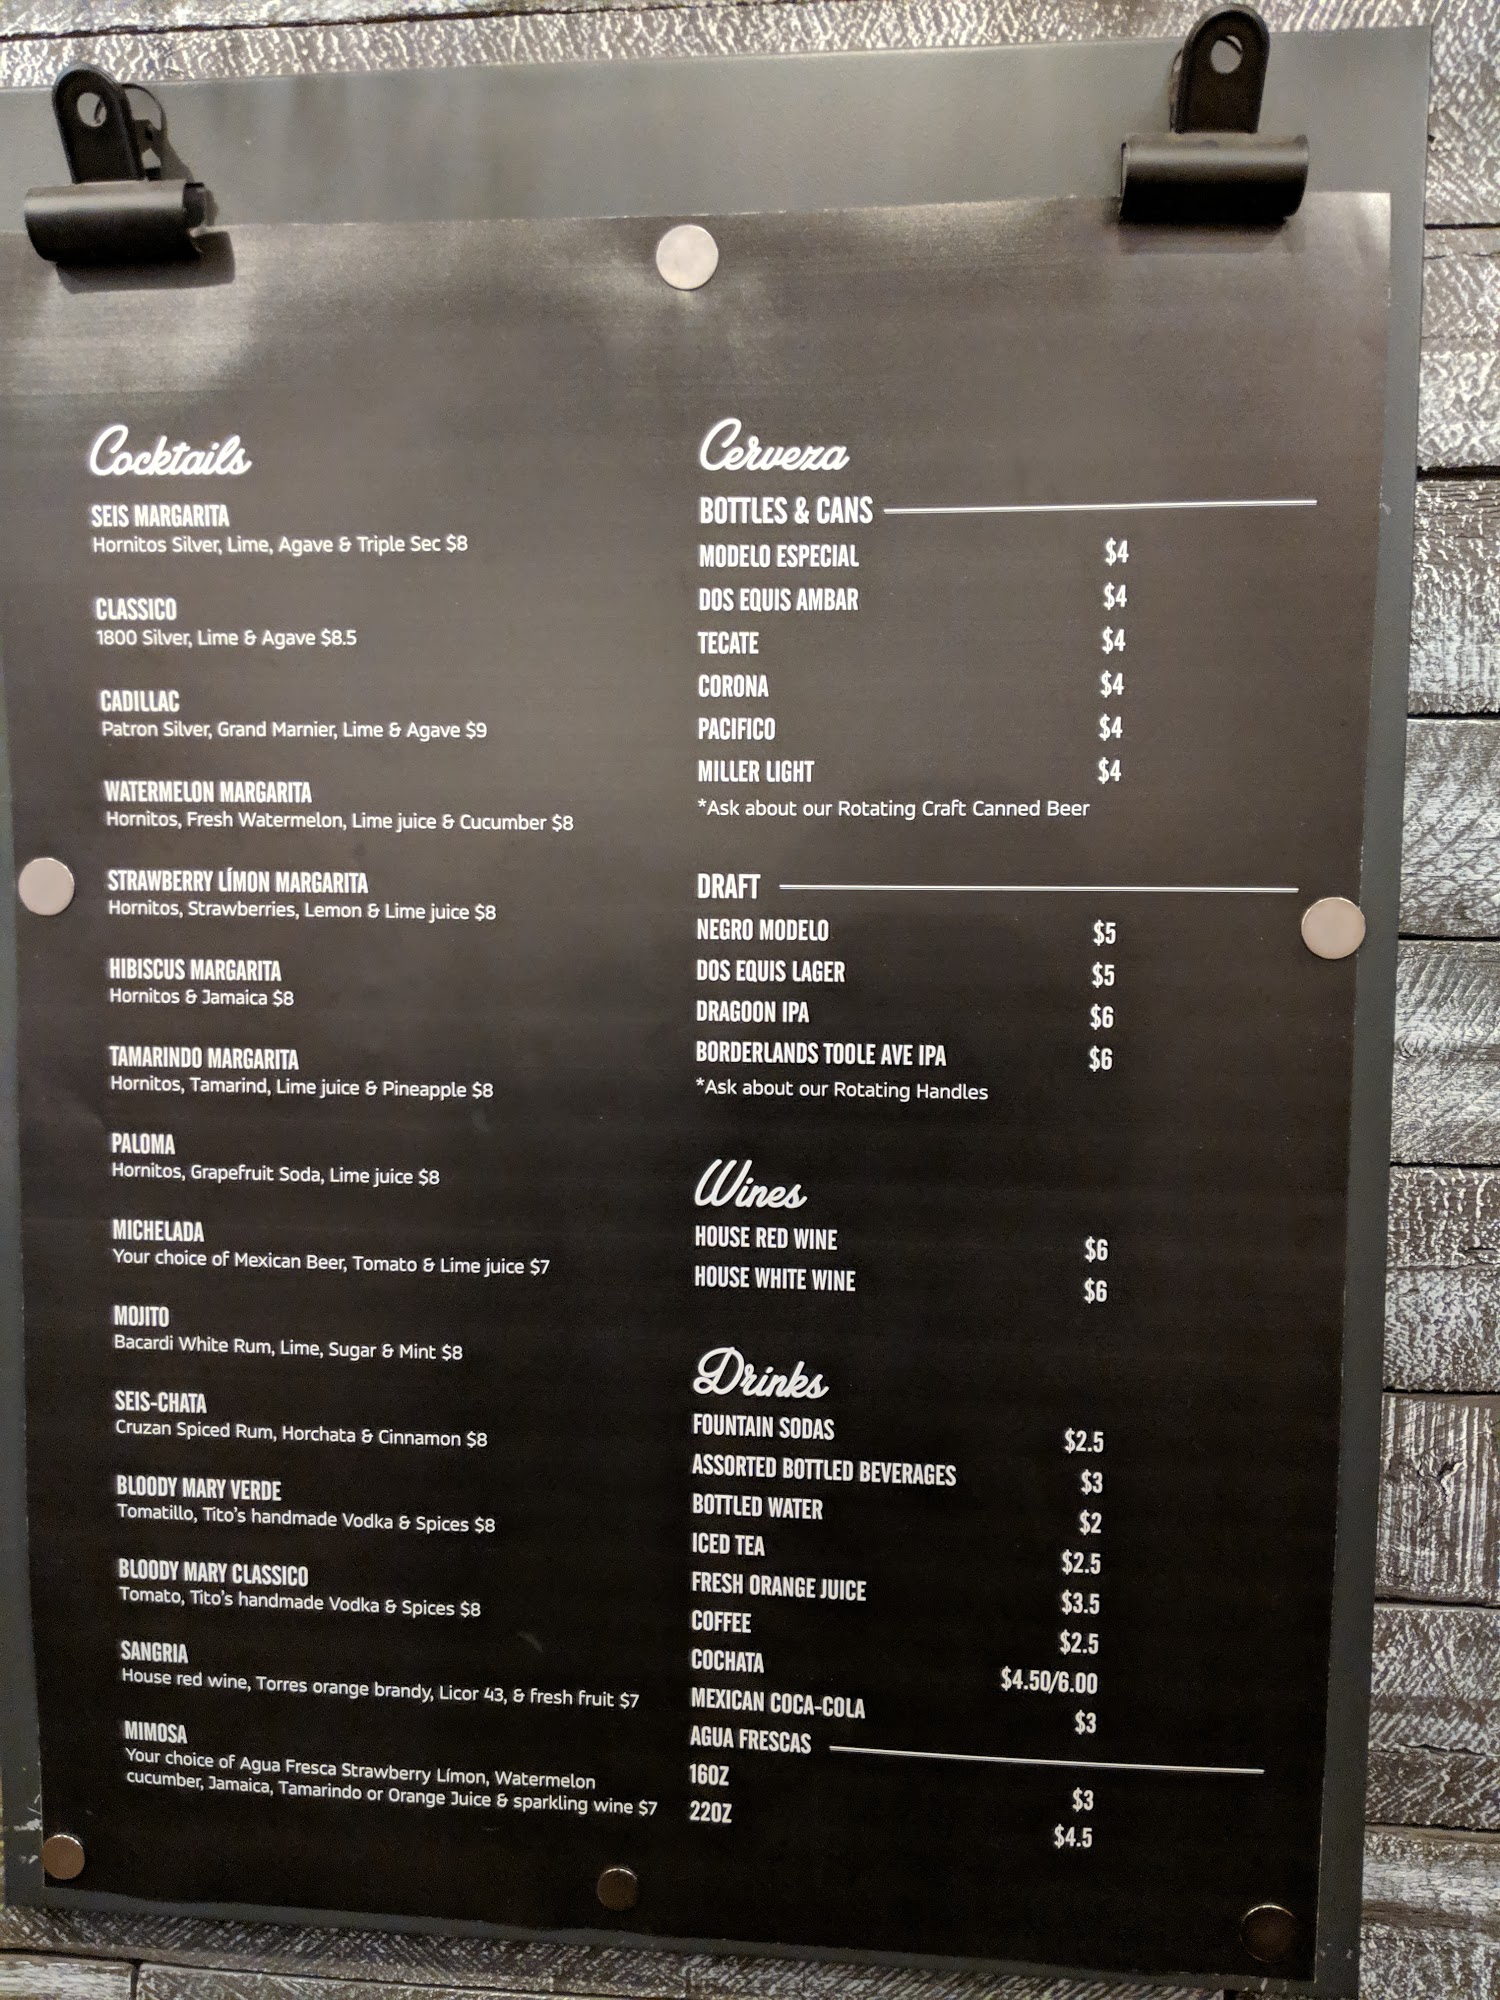 Cocktails
SEIS MARGARITA
Hornitos Silver, Lime, Agave & Triple Sec $8
CLASSICO
1800 Silver, Lime & Agave $8.5
CADILLAC
Patron Silver, Grand Marnier, Lime & Agave $9
WATERMELON MARGARITA
Hornitos, Fresh Watermelon, Lime juice & Cucumber $8
STRAWBERRY LÍMON MARGARITA
Hornitos, Strawberries, Lemon & Lime juice $8
HIBISCUS MARGARITA
Hornitos & Jamaica $8
TAMARINDO MARGARITA
Hornitos, Tamarind, Lime juice & Pineapple $8
PALOMA
Hornitos, Grapefruit Soda, Lime juice $8
MICHELADA
Your choice of Mexican Beer, Tomato & Lime juice $7
MOJITO
Bacardi White Rum, Lime, Sugar & Mint $8
SEIS-CHATA
Cruzan Spiced Rum, Horchata & Cinnamon $8
BLOODY MARY VERDE
Tomatillo, Tito's handmade Vodka & Spices $8
BLOODY MARY CLASSICO
Tomato, Tito's handmade Vodka & Spices $8
SANGRIA
House red wine, Torres orange brandy, Licor 43, & fresh fruit $7
MIMOSA
Your choice of Agua Fresca Strawberry Límon, Watermelon
cucumber, Jamaica, Tamarindo or Orange Juice & sparkling wine $7
Cerveza
BOTTLES & CANS
MODELO ESPECIAL $4
DOS EQUIS AMBAR $4
TECATE $4
CORONA $4
PACIFICO $4
MILLER LIGHT $4
*Ask about our Rotating Craft Canned Beer
DRAFT
NEGRO MODELO $5
DOS EQUIS LAGER $5
DRAGOON IPA $6
BORDERLANDS TOOLE AVE IPA $6
*Ask about our Rotating Handles
Wines
HOUSE RED WINE $6
HOUSE WHITE WINE $6
Drinks
FOUNTAIN SODAS $2.5
ASSORTED BOTTLED BEVERAGES $3
BOTTLED WATER $2
ICED TEA $2.5
FRESH ORANGE JUICE $3.5
COFFEE $2.5
COCHATA $4.50/6.00
MEXICAN COCA-COLA $3
AGUA FRESCAS
16OZ $3
22OZ $4.5